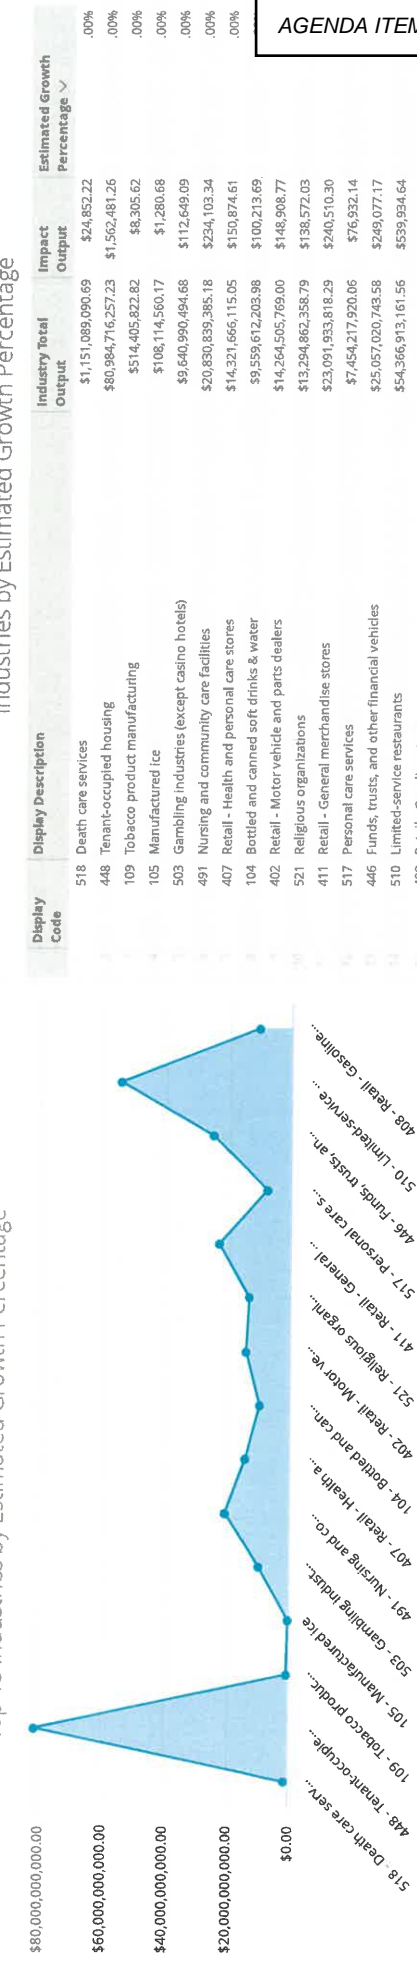 AGENDA ITEM
Industries by Estimated Growth Percentage
Display Code Display Description Industry Total Output Impact Output Estimated Growth Percentage
518 Death care services $1,151,089,090.69 $24,852.22 .00%
448 Tenant-occupied housing $80,984,716,257.23 $1,562,481.26 .00%
109 Tobacco product manufacturing $514,405,822.82 $8,305.62 .00%
105 Manufactured ice $108,114,560.17 $1,280.68 .00%
503 Gambling industries (except casino hotels) $9,640,990,494.68 $112,649.09 .00%
491 Nursing and community care facilities $20,830,839,385.18 $234,103.34 .00%
407 Retail - Health and personal care stores $14,321,666,115.05 $150,874.61 .00%
104 Bottled and canned soft drinks & water $9,559,612,203.98 $100,213.69
402 Retail - Motor vehicle and parts dealers $14,264,505,769.00 $148,908.77
521 Religious organizations $13,294,862,358.79 $138,572.03
411 Retail - General merchandise stores $23,091,933,818.29 $240,510.30
517 Personal care services $7,454,217,920.06 $76,932.14
446 Funds, trusts, and other financial vehicles $25,057,020,743.58 $249,077.17
510 Limited-service restaurants $54,366,913,161.56 $539,934.64
Industries by Estimated Growth Percentage
$80,000,000,000.00
$60,000,000,000.00
$40,000,000,000.00
$20,000,000,000.00
$0.00
518 - Death care serv...
448 - Tenant-occupie...
109 - Tobacco produc...
105 - Manufactured ice
503 - Gambling indust...
491 - Nursing and co...
407 - Retail - Health a...
104 - Bottled and can...
402 - Retail - Motor ve...
521 - Religious organi...
411 - Retail - General ...
517 - Personal care s...
446 - Funds, trusts, an...
510 - Limited-service ...
408 - Retail - Gasoline...